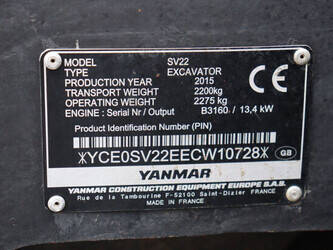 MODEL SV22
TYPE EXCAVATOR
PRODUCTION YEAR 2015
TRANSPORT WEIGHT 2200kg
OPERATING WEIGHT 2275 kg
ENGINE : Serial Nr / Output B3160 / 13,4 kW
Product Identification Number (PIN)
YCE0SV22EECW10728
GB
CE
YANMAR
YANMAR CONSTRUCTION EQUIPMENT EUROPE S.A.S.
Rue de la Tambourine F-52100 Saint-Dizier FRANCE
MADE IN FRANCE